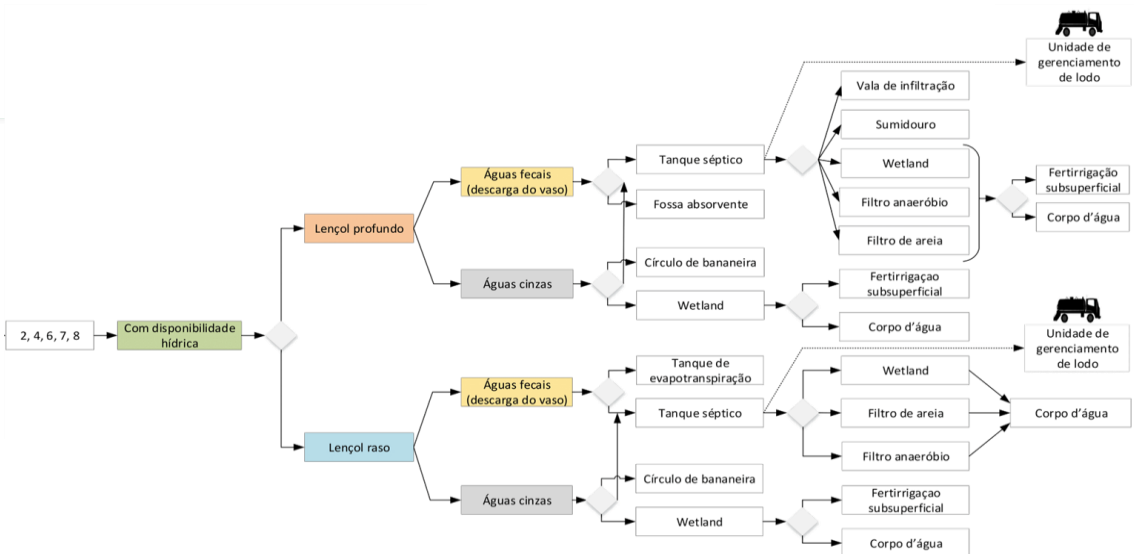 Unidade de
gerenciamento
de lodo
Vala de infiltração
Sumidouro
Tanque séptico
Wetland
Águas fecais
(descarga do vaso)
Fertirrigação
subsuperficial
Fossa absorvente
Filtro anaeróbio
Corpo d'água
Lençol profundo
Filtro de areia
Círculo de bananeira
Águas cinzas
Fertirrigaçao
subsuperficial
Wetland
Corpo d'água
2, 4, 6, 7, 8
Com disponibilidade
hídrica
Unidade de
gerenciamento
de lodo
Tanque de
evapotranspiração
Wetland
Águas fecais
(descarga do vaso)
Tanque séptico
Filtro de areia
Corpo d'água
Lençol raso
Filtro anaeróbio
Círculo de bananeira
Águas cinzas
Fertirrigaçao
subsuperficial
Wetland
Corpo d'água